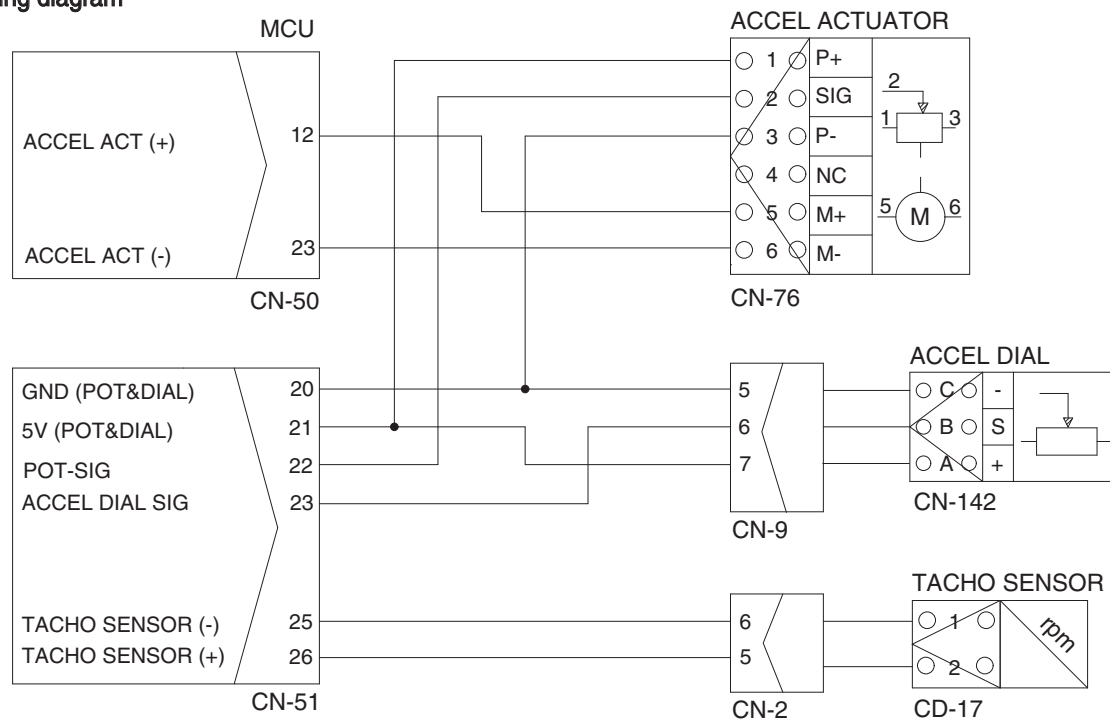 ing diagram
MCU
ACCEL ACT (+)
12
ACCEL ACT (-)
23
CN-50
ACCEL ACTUATOR
1 P+
2 SIG
3 P-
4 NC
5 M+
6 M-
2
1 3
5 M 6
CN-76
GND (POT&DIAL) 20
5V (POT&DIAL) 21
POT-SIG 22
ACCEL DIAL SIG 23
TACHO SENSOR (-) 25
TACHO SENSOR (+) 26
CN-51
5
6
7
CN-9
ACCEL DIAL
C -
B S
A +
CN-142
6
5
CN-2
TACHO SENSOR
1
2
rpm
CD-17